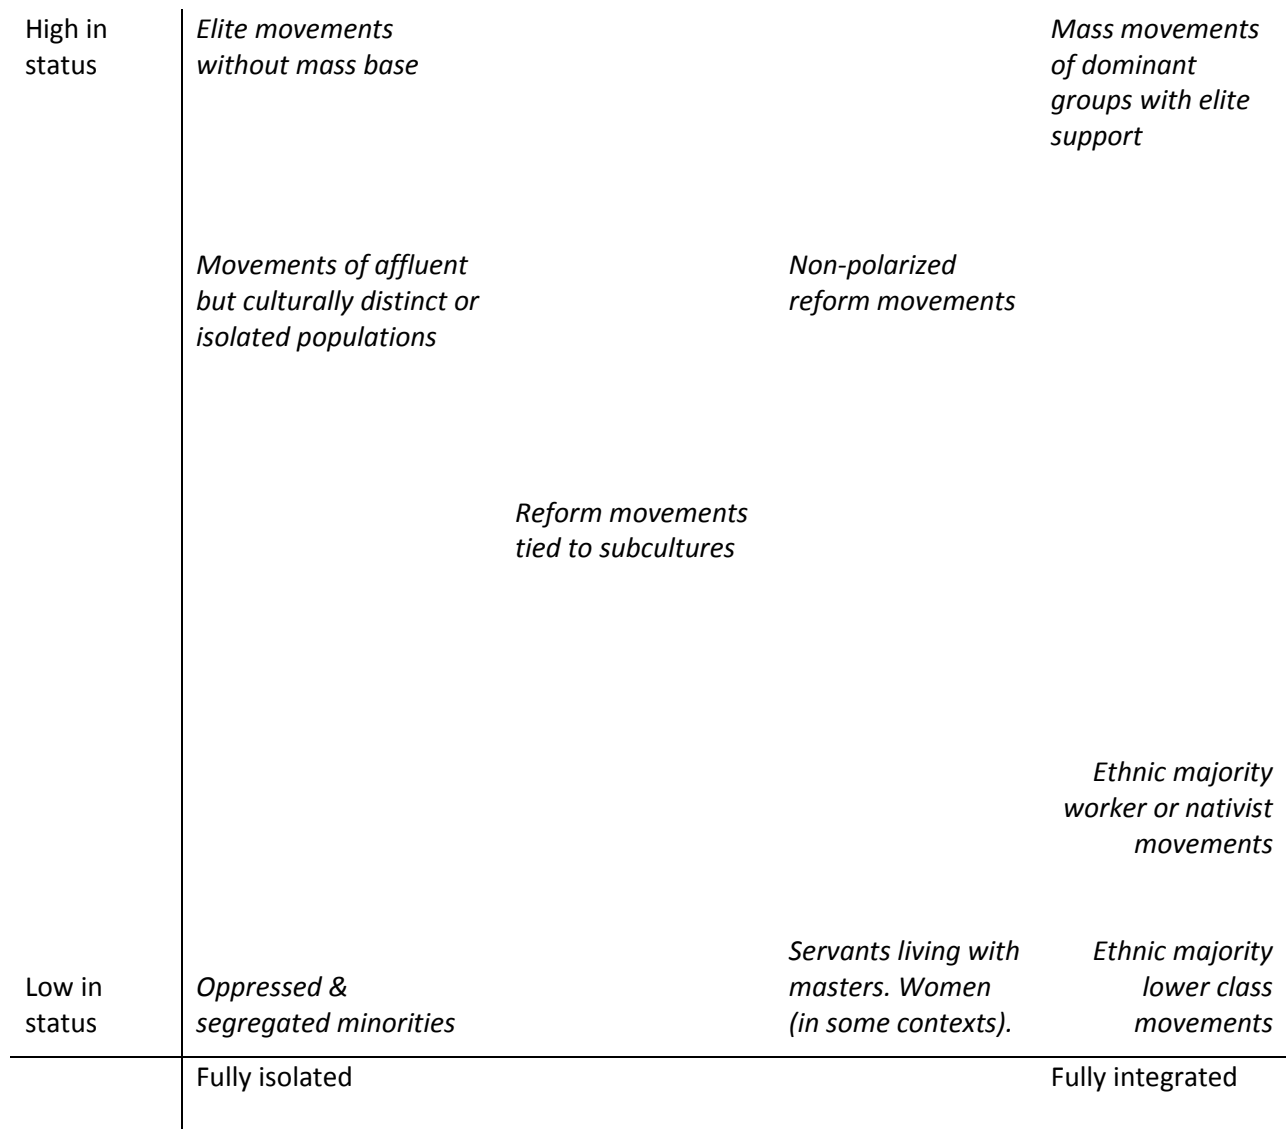 High in
status
Elite movements
without mass base
Mass movements
of dominant
groups with elite
support
Movements of affluent
but culturally distinct or
isolated populations
Non-polarized
reform movements
Reform movements
tied to subcultures
Ethnic majority
worker or nativist
movements
Low in
status
Oppressed &
segregated minorities
Servants living with
masters. Women
(in some contexts).
Ethnic majority
lower class
movements
Fully isolated
Fully integrated